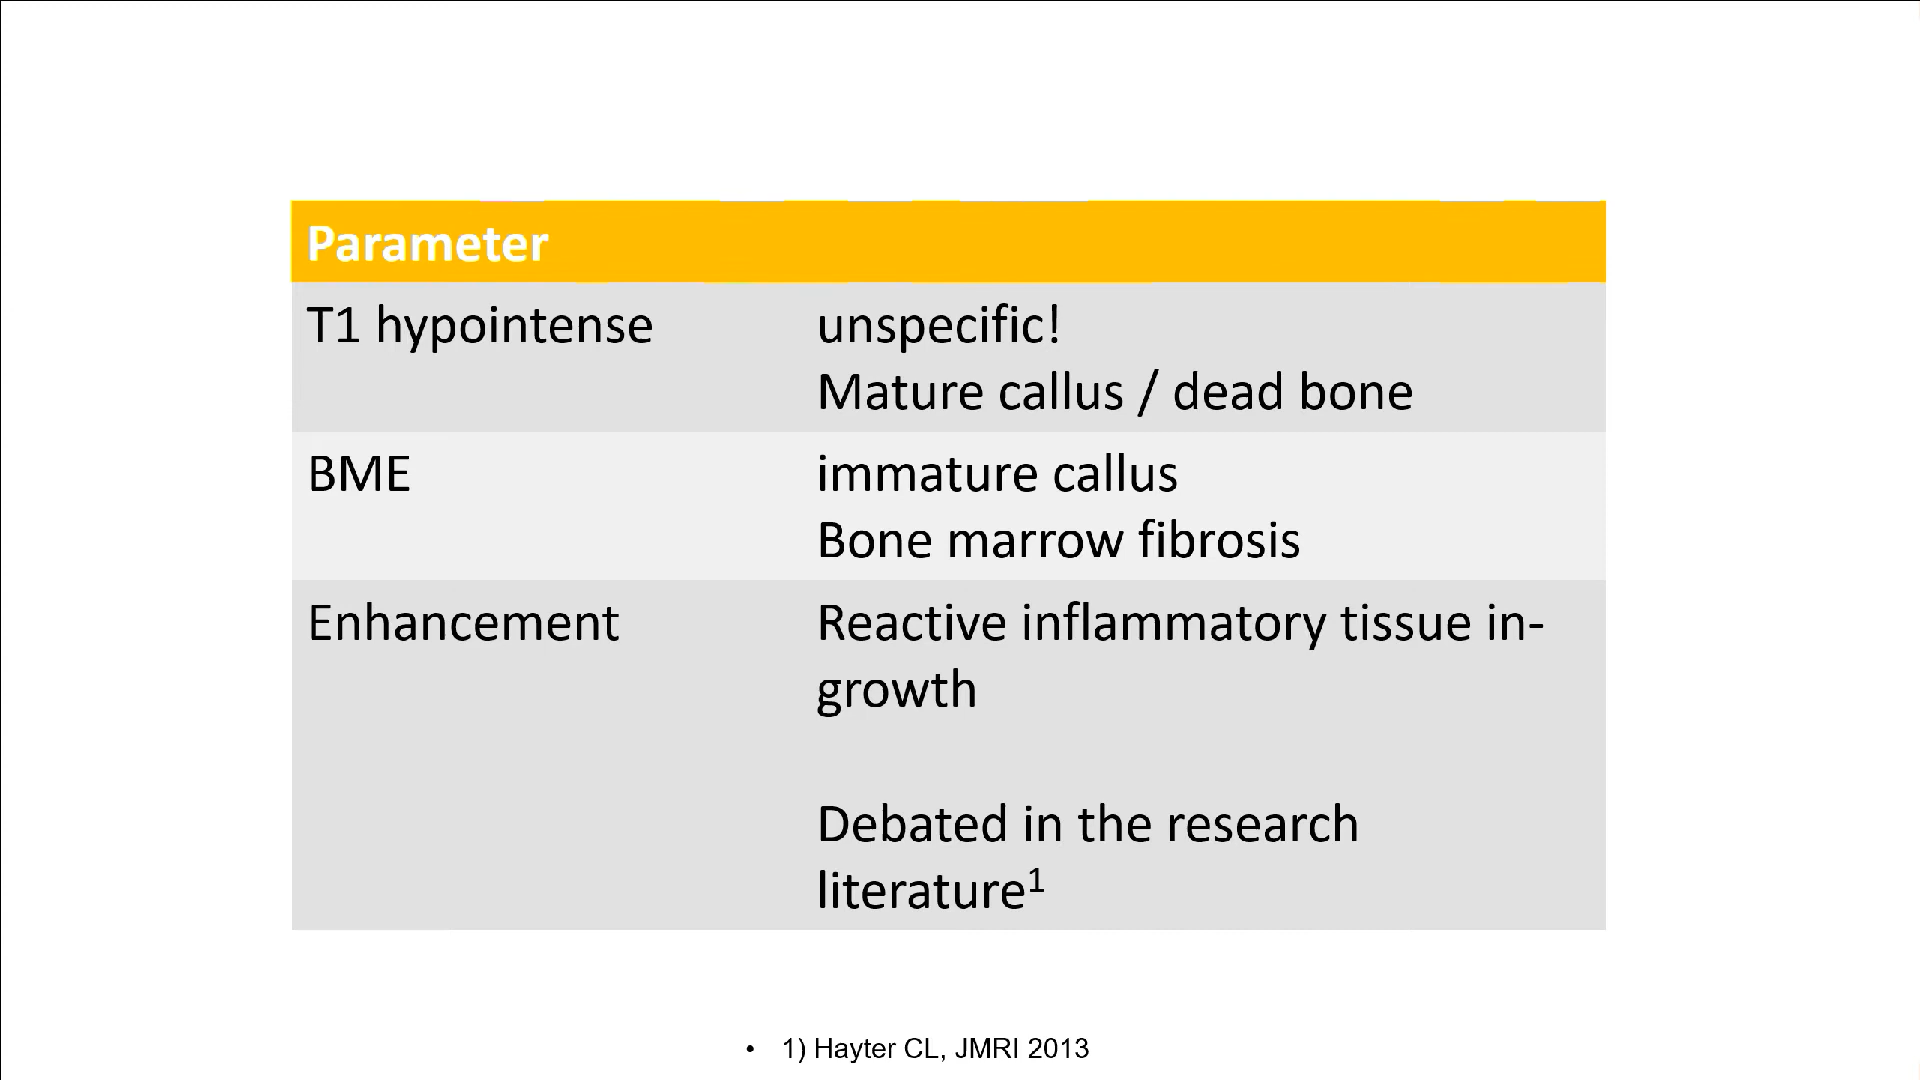 Parameter
T1 hypointense
unspecific!
Mature callus / dead bone
BME
immature callus
Bone marrow fibrosis
Enhancement
Reactive inflammatory tissue in-
growth
Debated in the research
literature¹
• 1) Hayter CL, JMRI 2013